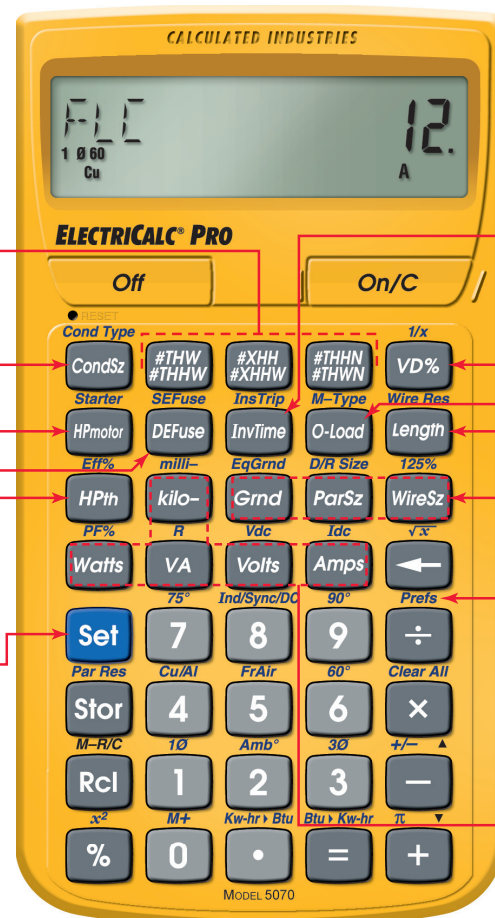 CALCULATED INDUSTRIES
FLC 12.
1 Ø 60
Cu A
ELECTRICALC® PRO
Off On/C
RESET
Cond Type 1/x
CondSz #THW #THHW #XHH #XHHW #THHN #THWN VD%
Starter SEFuse InsTrip M–Type Wire Res
HPmotor DEFuse InvTime O-Load Length
Eff% milli– EqGrnd D/R Size 125%
HPth kilo– Grnd ParSz WireSz
PF% R Vdc Idc √x
Watts VA Volts Amps ←
75° Ind/Sync/DC 90° Prefs
Set 7 8 9 ÷
Par Res Cu/Al FrAir 60° Clear All
Stor 4 5 6 ×
M–R/C 1Ø Amb° 3Ø +/– ▲
Rcl 1 2 3 –
x² M+ Kw-hr ▸ Btu Btu ▸ Kw-hr π ▼
% 0 • = +
MODEL 5070